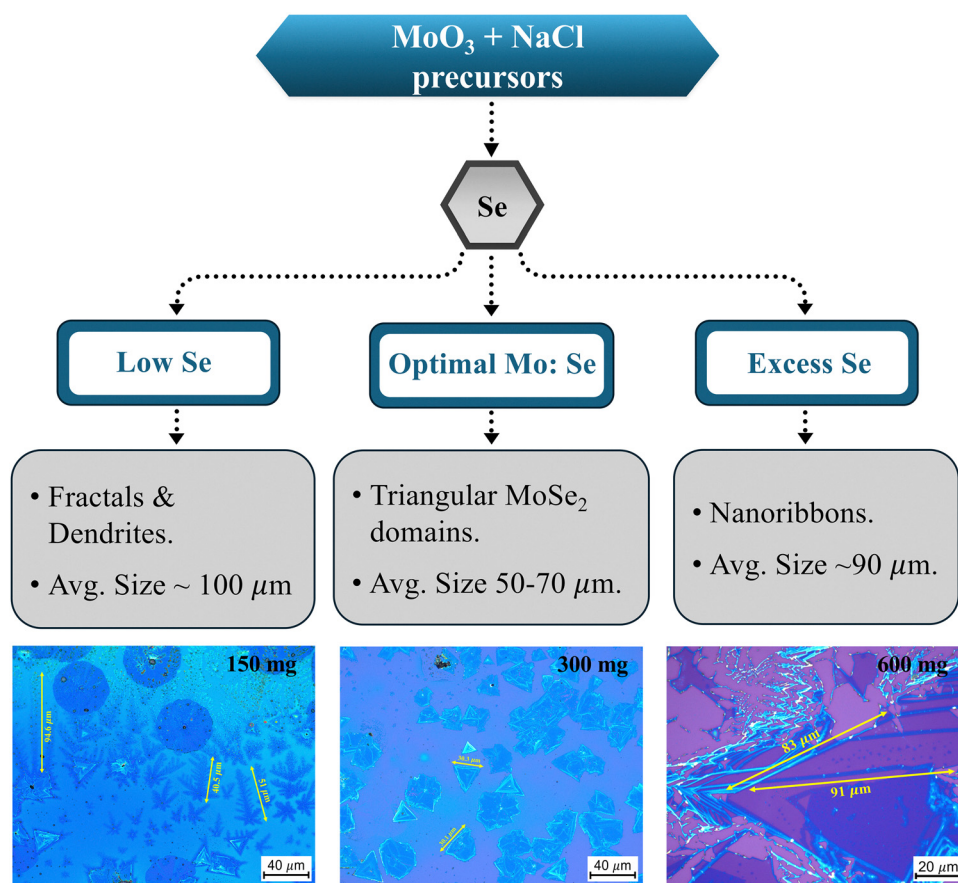 MoO₃ + NaCl
precursors
Se
Low Se
Optimal Mo: Se
Excess Se
• Fractals &
Dendrites.
• Avg. Size ~ 100 μm
• Triangular MoSe₂
domains.
• Avg. Size 50-70 μm.
• Nanoribbons.
• Avg. Size ~90 μm.
150 mg
94.6 μm
40.5 μm
51 μm
40 μm
300 mg
40 μm
600 mg
83 μm
91 μm
20 μm